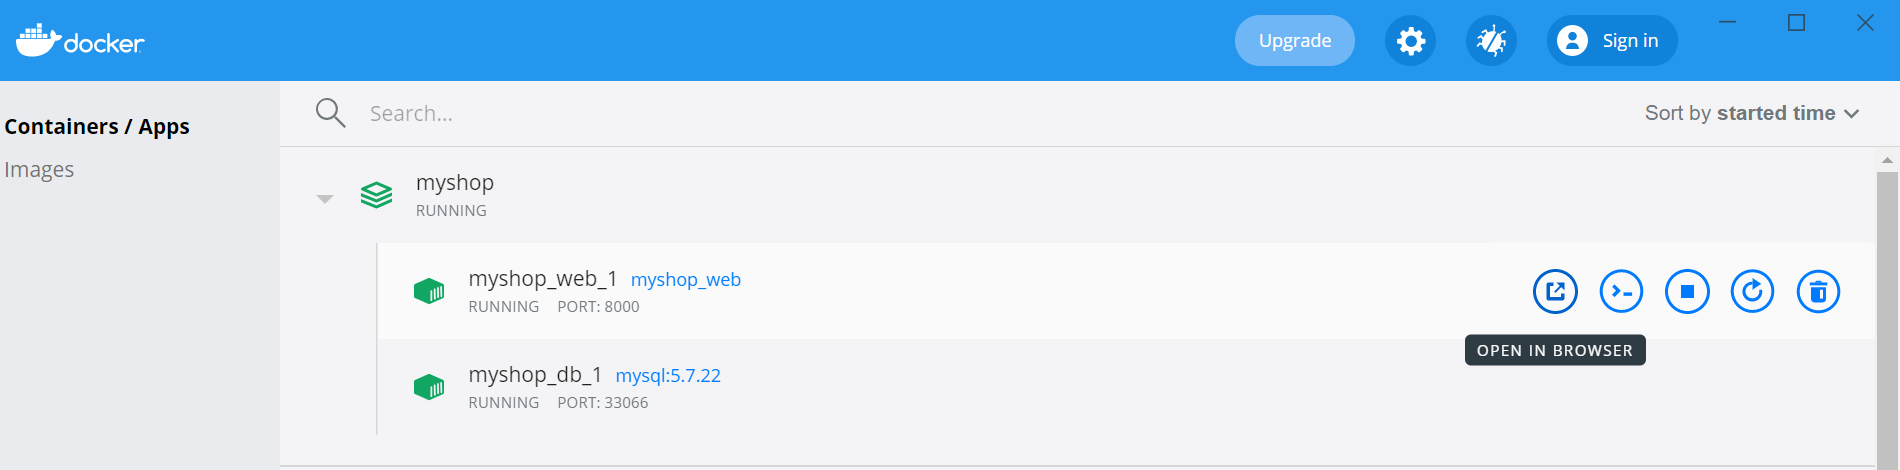 docker
Upgrade
Sign in
Containers / Apps
Images
Search...
Sort by started time
myshop
RUNNING
myshop_web_1 myshop_web
RUNNING PORT: 8000
OPEN IN BROWSER
myshop_db_1 mysql:5.7.22
RUNNING PORT: 33066